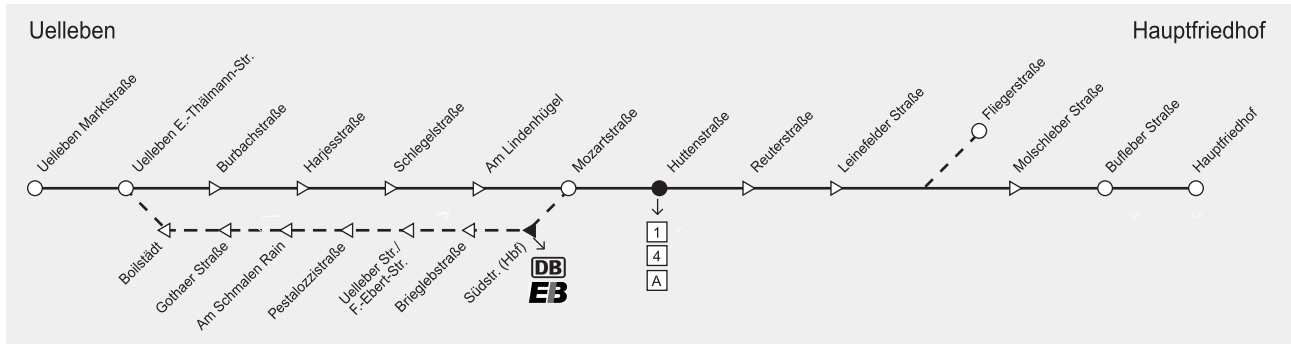 Uelleben
Hauptfriedhof
Uelleben Marktstraße
Uelleben E.-Thälmann-Str.
Burbachstraße
Harjesstraße
Schlegelstraße
Am Lindenhügel
Mozartstraße
Huttenstraße
Reuterstraße
Leinefelder Straße
Fliegerstraße
Molschleber Straße
Bufleber Straße
Hauptfriedhof
Boilstädt
Gothaer Straße
Am Schmalen Rain
Pestalozzistraße
Uelleber Str./
F.-Ebert-Str.
Brieglebstraße
Südstr. (Hbf)
DB
EB
1
4
A